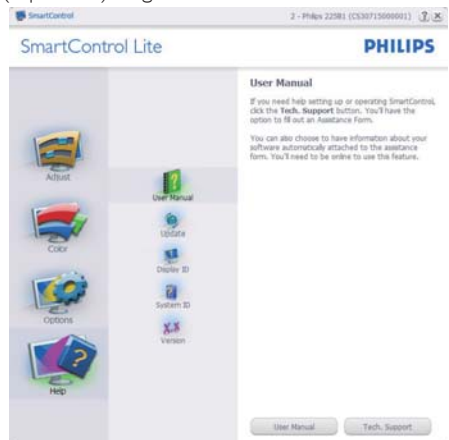 SmartControl
2 - Philips 225B1 (CS30715000001)
SmartControl Lite
PHILIPS
Adjust
Color
Options
Help
User Manual
Update
Display ID
System ID
Version
User Manual
If you need help setting up or operating SmartControl,
click the Tech. Support button. You'll have the
option to fill out an Assistance Form.
You can also choose to have information about your
software automatically attached to the assistance
form. You'll need to be online to use this feature.
User Manual
Tech. Support